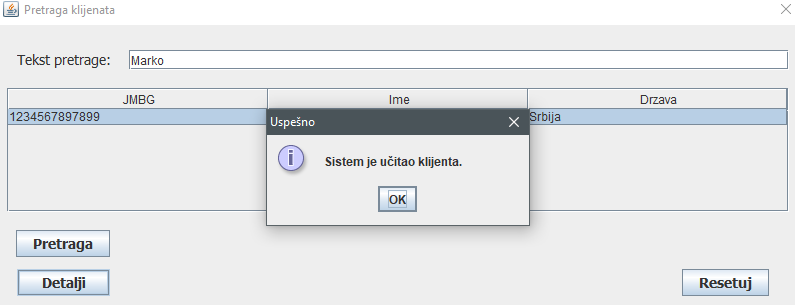 Pretraga klijenata
Tekst pretrage: Marko
JMBG Ime Drzava
1234567897899 Srbija
Uspešno
Sistem je učitao klijenta.
OK
Pretraga
Detalji Resetuj